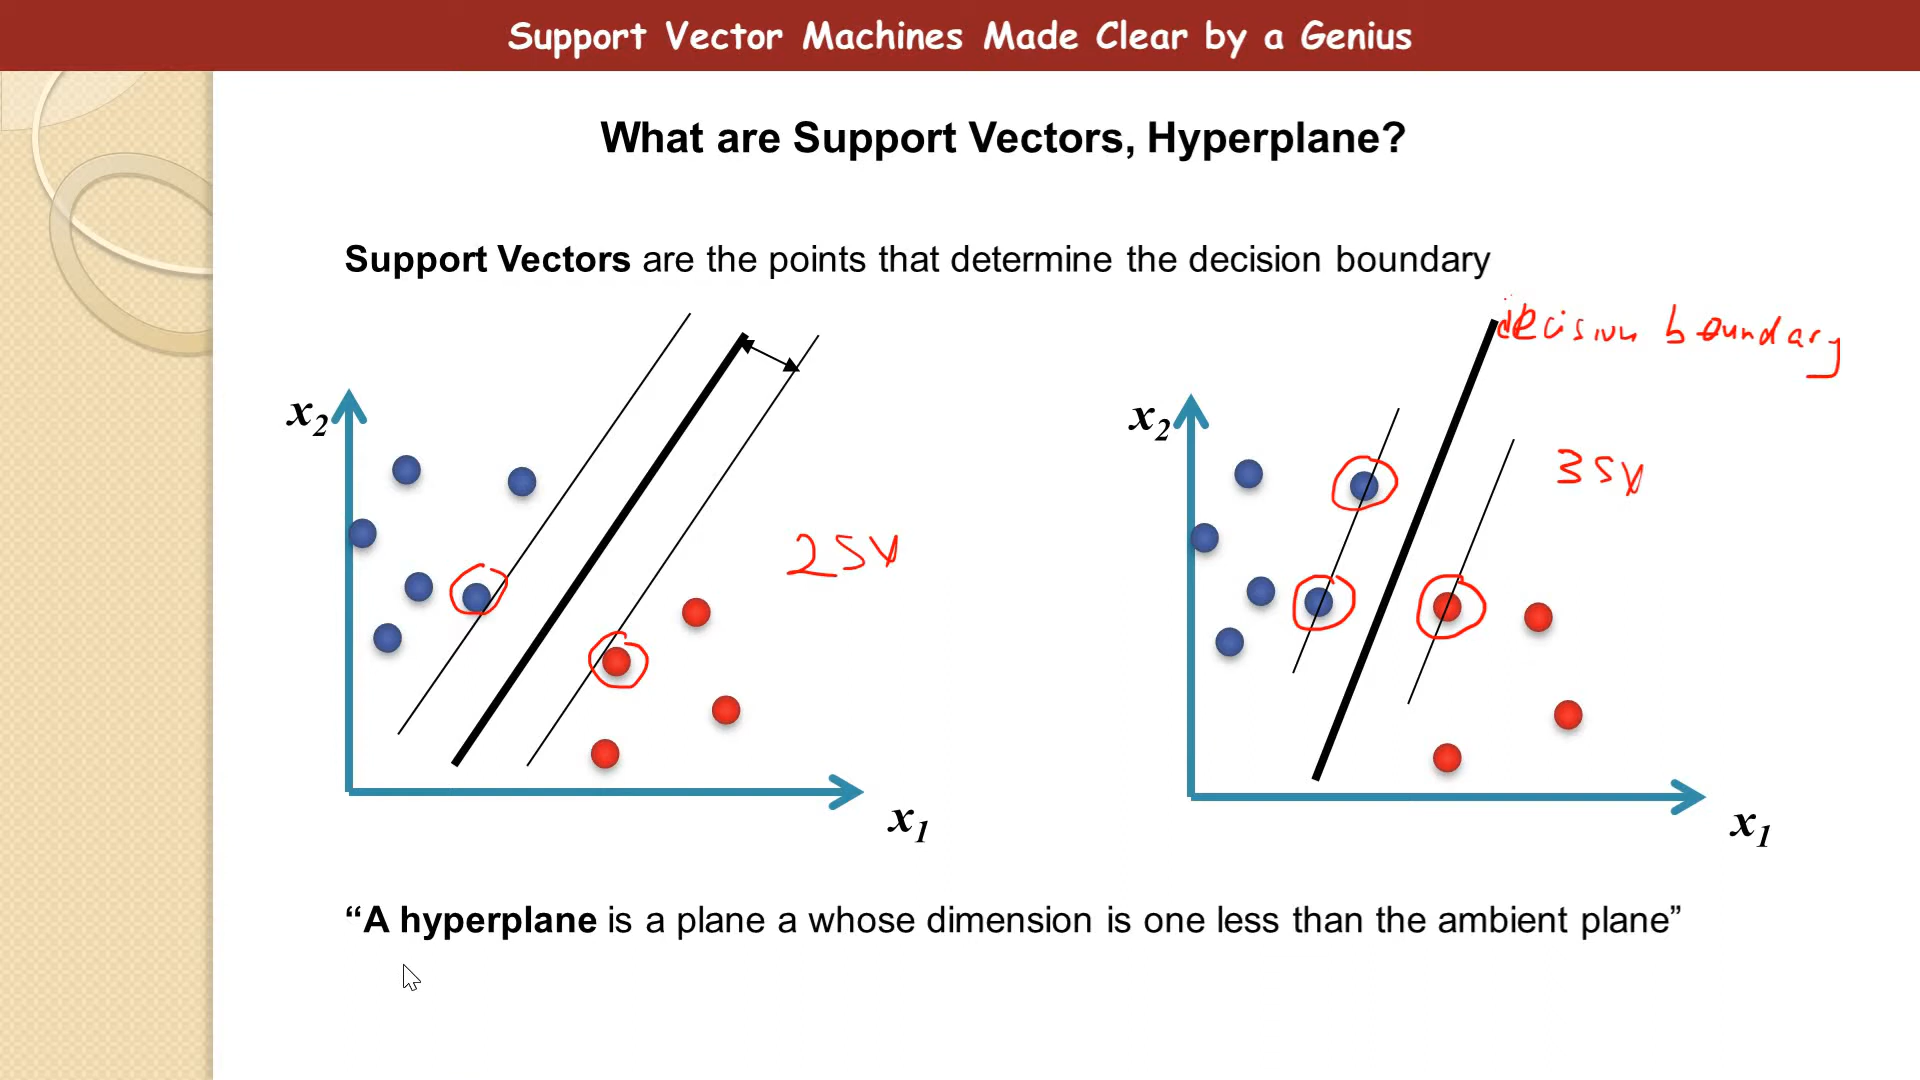 Support Vector Machines Made Clear by a Genius
What are Support Vectors, Hyperplane?
Support Vectors are the points that determine the decision boundary
decision boundary
x2
x2
3SV
2SV
x1
x1
“A hyperplane is a plane a whose dimension is one less than the ambient plane”